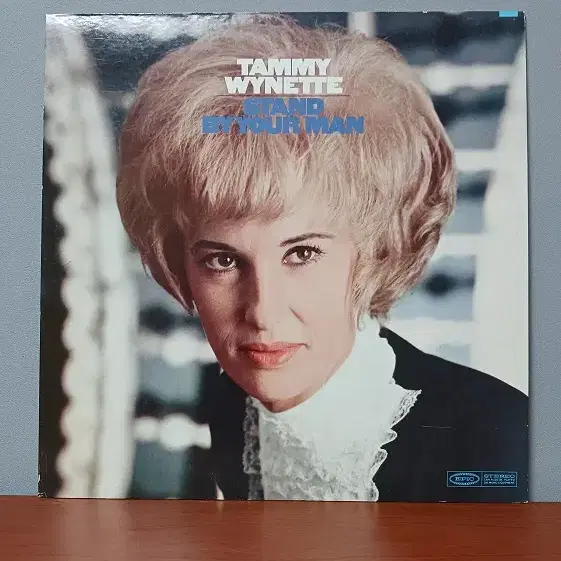 TAMMY
WYNETTE
STAND
BY YOUR MAN
EPIC
STEREO